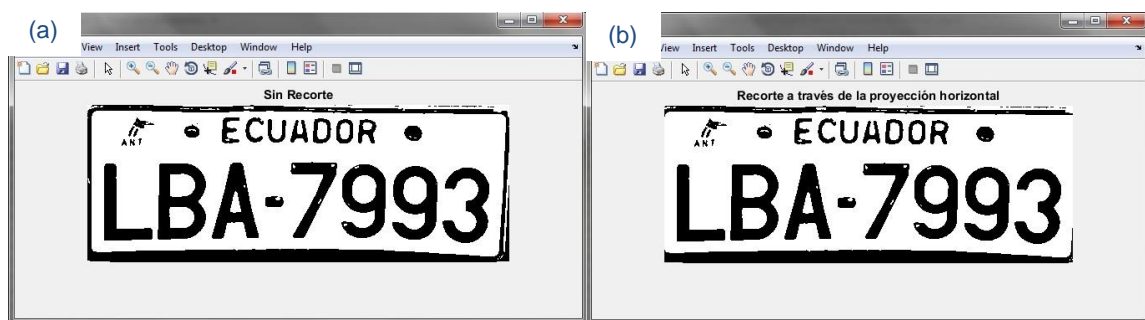 (a)
View Insert Tools Desktop Window Help
Sin Recorte
ANT
ECUADOR
LBA-7993
(b)
View Insert Tools Desktop Window Help
Recorte a través de la proyección horizontal
ANT
ECUADOR
LBA-7993